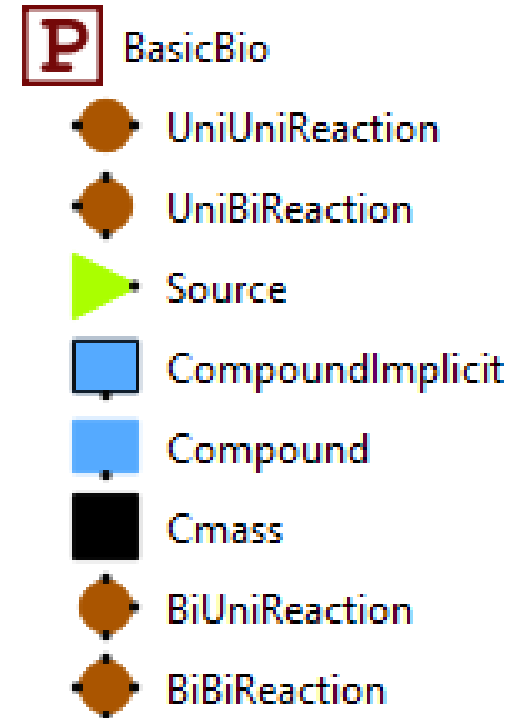 P BasicBio
UniUniReaction
UniBiReaction
Source
CompoundImplicit
Compound
Cmass
BiUniReaction
BiBiReaction